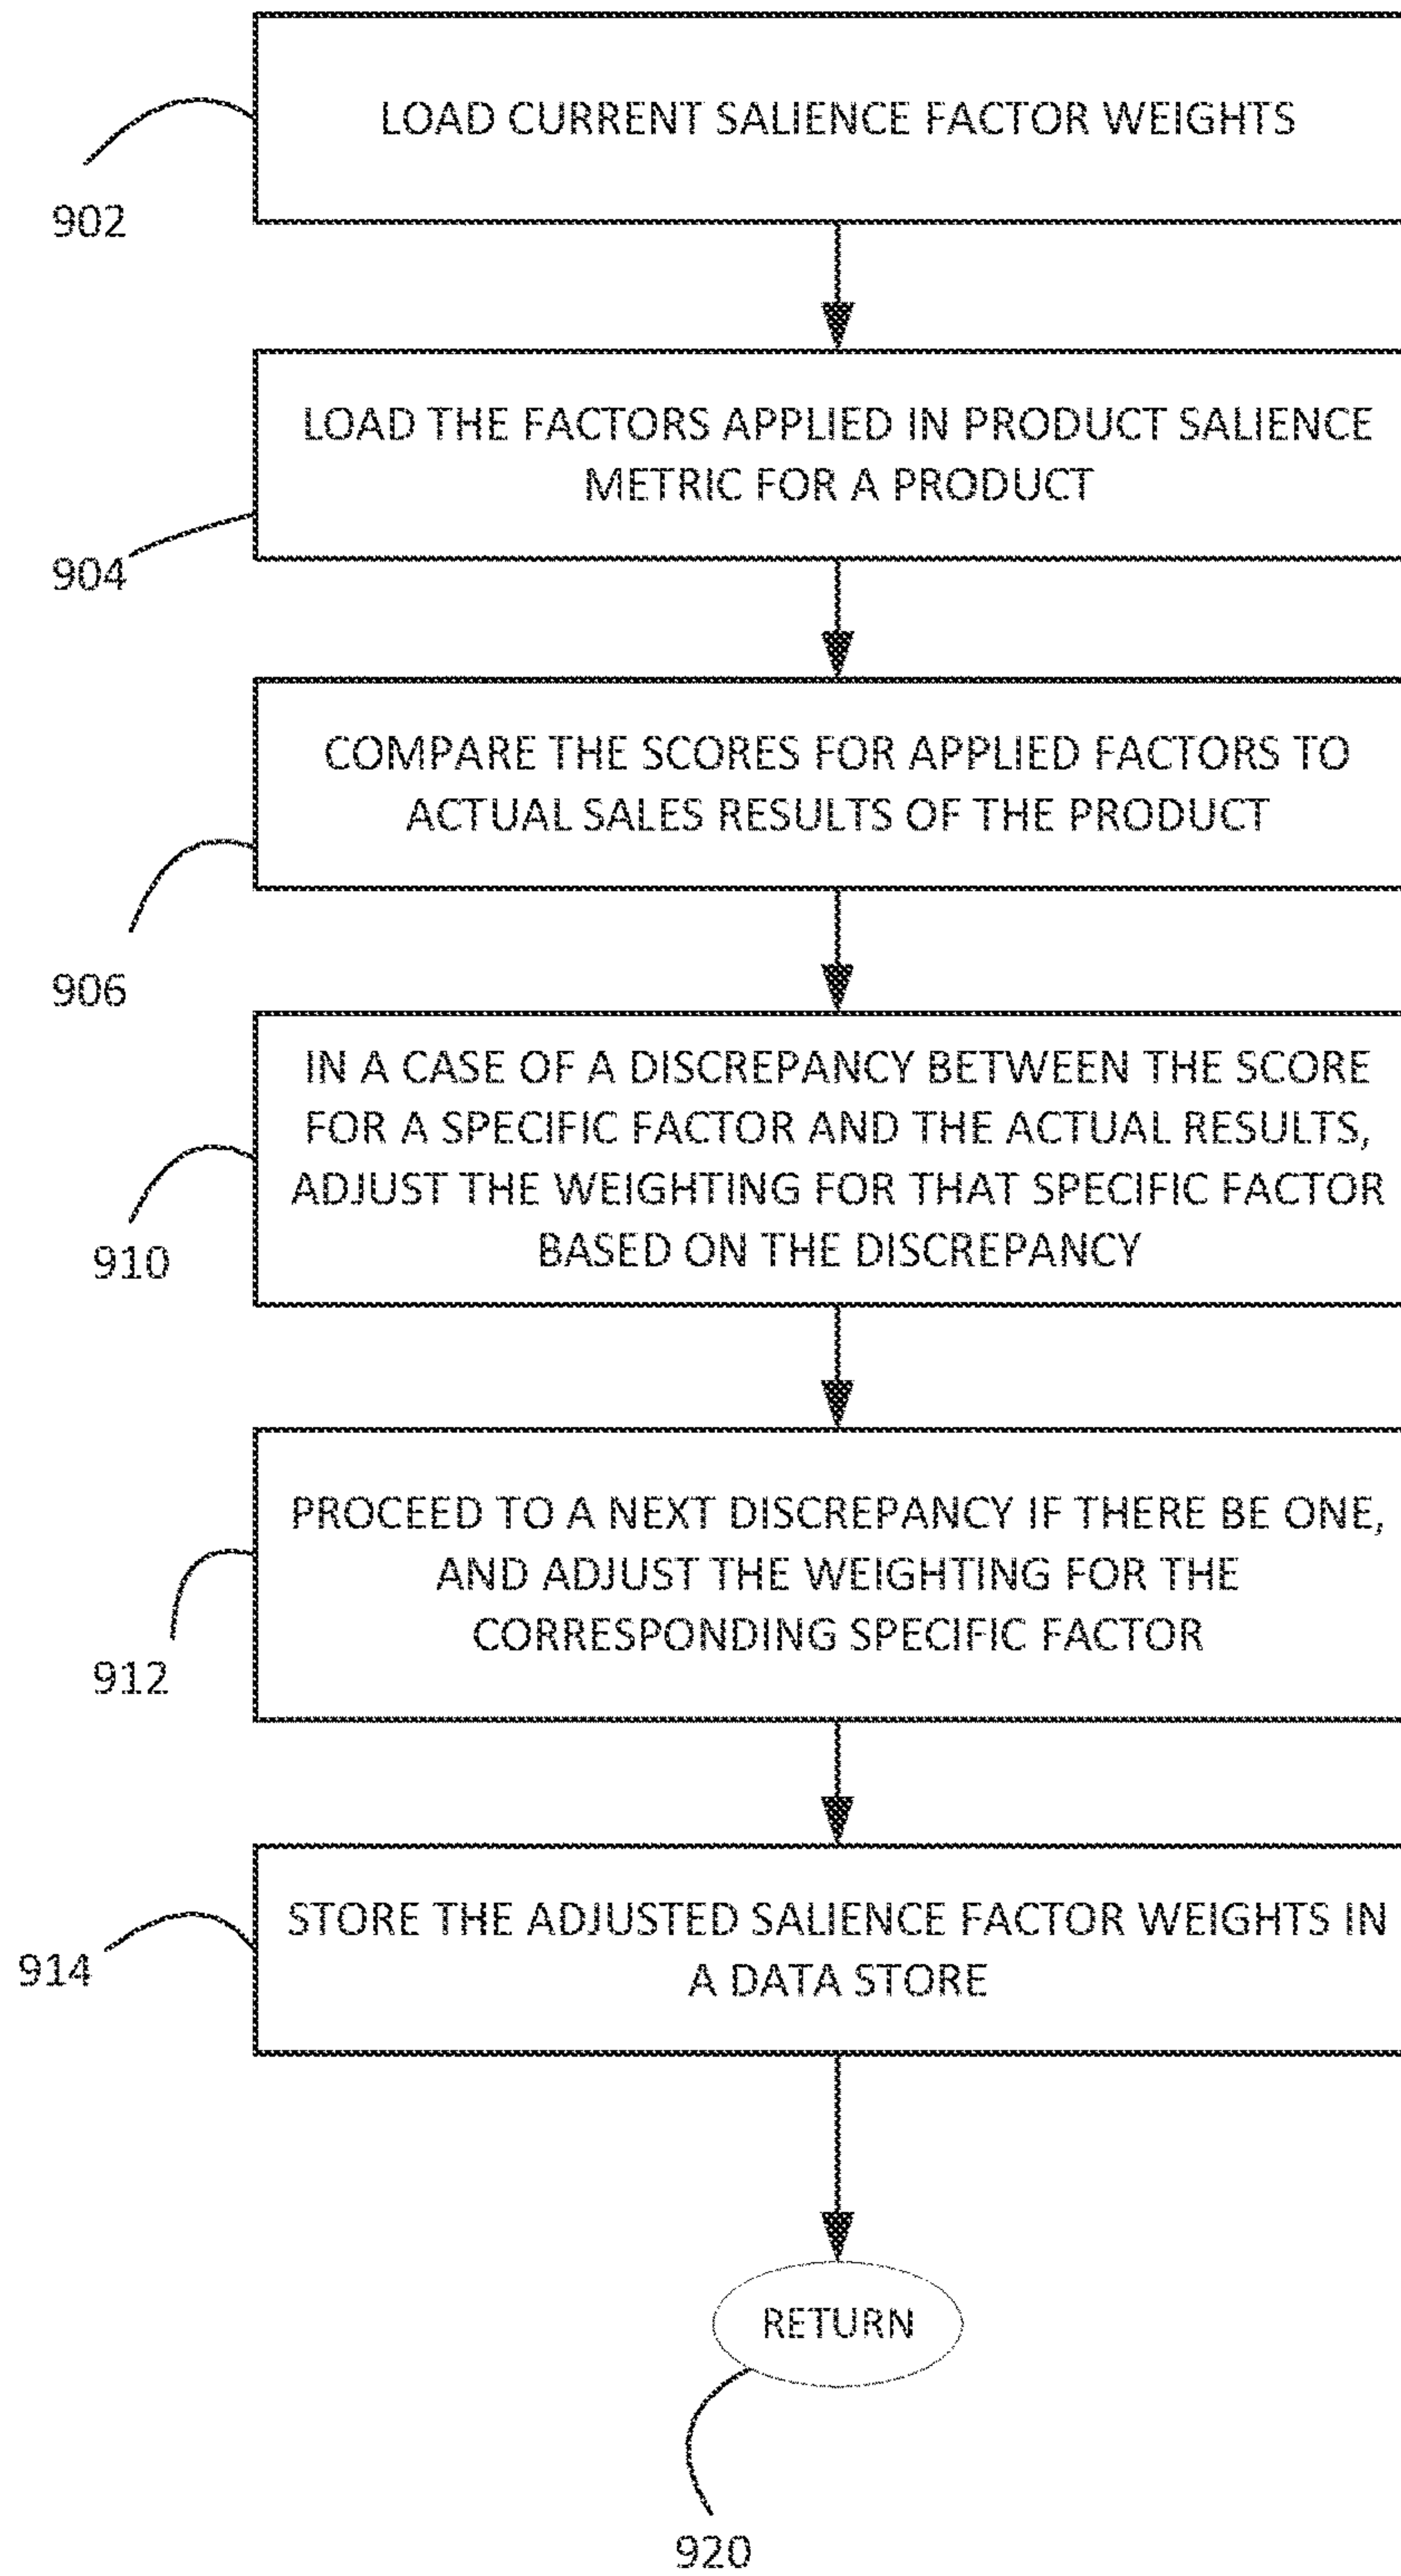 LOAD CURRENT SALIENCE FACTOR WEIGHTS
902
LOAD THE FACTORS APPLIED IN PRODUCT SALIENCE
METRIC FOR A PRODUCT
904
COMPARE THE SCORES FOR APPLIED FACTORS TO
ACTUAL SALES RESULTS OF THE PRODUCT
906
IN A CASE OF A DISCREPANCY BETWEEN THE SCORE
FOR A SPECIFIC FACTOR AND THE ACTUAL RESULTS,
ADJUST THE WEIGHTING FOR THAT SPECIFIC FACTOR
BASED ON THE DISCREPANCY
910
PROCEED TO A NEXT DISCREPANCY IF THERE BE ONE,
AND ADJUST THE WEIGHTING FOR THE
CORRESPONDING SPECIFIC FACTOR
912
STORE THE ADJUSTED SALIENCE FACTOR WEIGHTS IN
A DATA STORE
914
RETURN
920